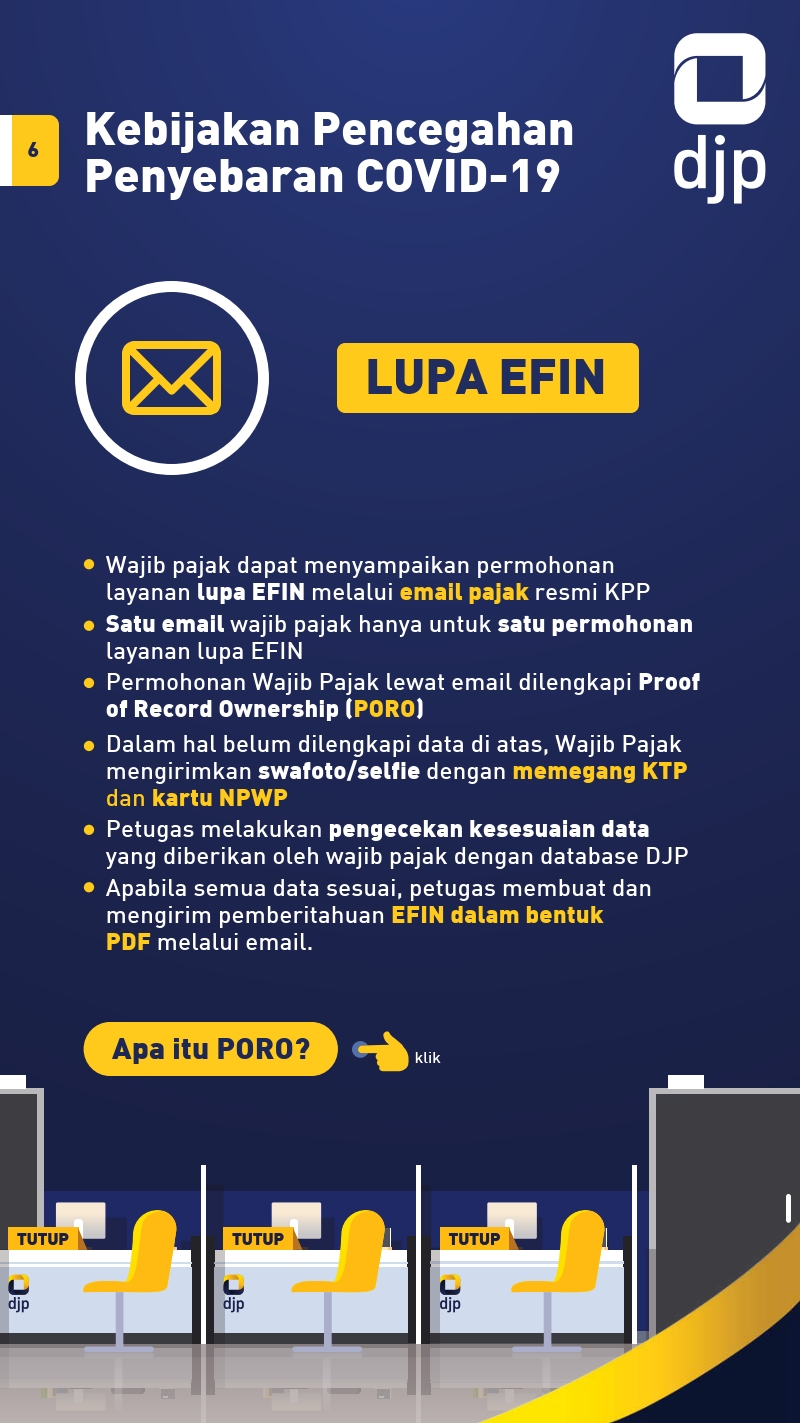 6
Kebijakan Pencegahan
Penyebaran COVID-19
djp
LUPA EFIN
Wajib pajak dapat menyampaikan permohonan
layanan lupa EFIN melalui email pajak resmi KPP
Satu email wajib pajak hanya untuk satu permohonan
layanan lupa EFIN
Permohonan Wajib Pajak lewat email dilengkapi Proof
of Record Ownership (PORO)
Dalam hal belum dilengkapi data di atas, Wajib Pajak
mengirimkan swafoto/selfie dengan memegang KTP
dan kartu NPWP
Petugas melakukan pengecekan kesesuaian data
yang diberikan oleh wajib pajak dengan database DJP
Apabila semua data sesuai, petugas membuat dan
mengirim pemberitahuan EFIN dalam bentuk
PDF melalui email.
Apa itu PORO?
klik
TUTUP
TUTUP
TUTUP
djp
djp
djp